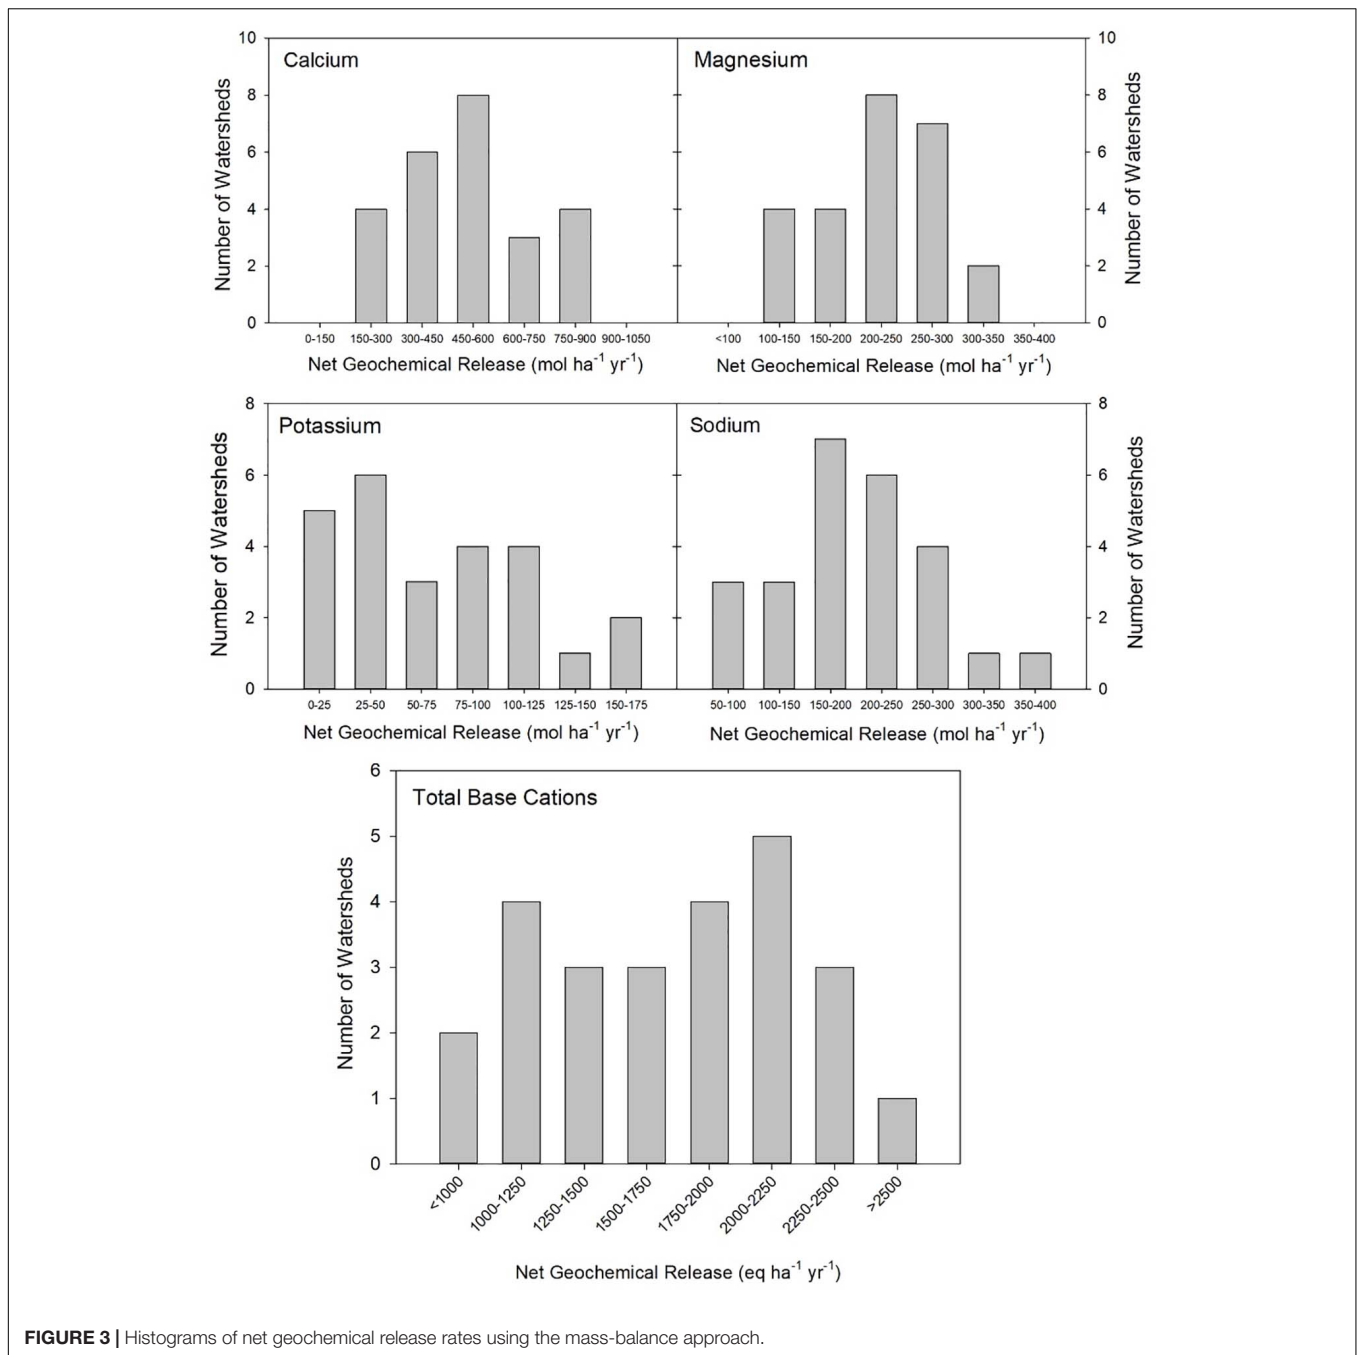 Calcium
Number of Watersheds
10
8
6
4
2
0
0-150 150-300 300-450 450-600 600-750 750-900 900-1050
Net Geochemical Release (mol ha⁻¹ yr⁻¹)
Magnesium
10
8
6
4
2
0
Number of Watersheds
<100 100-150 150-200 200-250 250-300 300-350 350-400
Net Geochemical Release (mol ha⁻¹ yr⁻¹)
Potassium
Number of Watersheds
8
6
4
2
0
0-25 25-50 50-75 75-100 100-125 125-150 150-175
Net Geochemical Release (mol ha⁻¹ yr⁻¹)
Sodium
8
6
4
2
0
Number of Watersheds
50-100 100-150 150-200 200-250 250-300 300-350 350-400
Net Geochemical Release (mol ha⁻¹ yr⁻¹)
Total Base Cations
Number of Watersheds
6
5
4
3
2
1
0
<1000 1000-1250 1250-1500 1500-1750 1750-2000 2000-2250 2250-2500 >2500
Net Geochemical Release (eq ha⁻¹ yr⁻¹)
FIGURE 3 | Histograms of net geochemical release rates using the mass-balance approach.